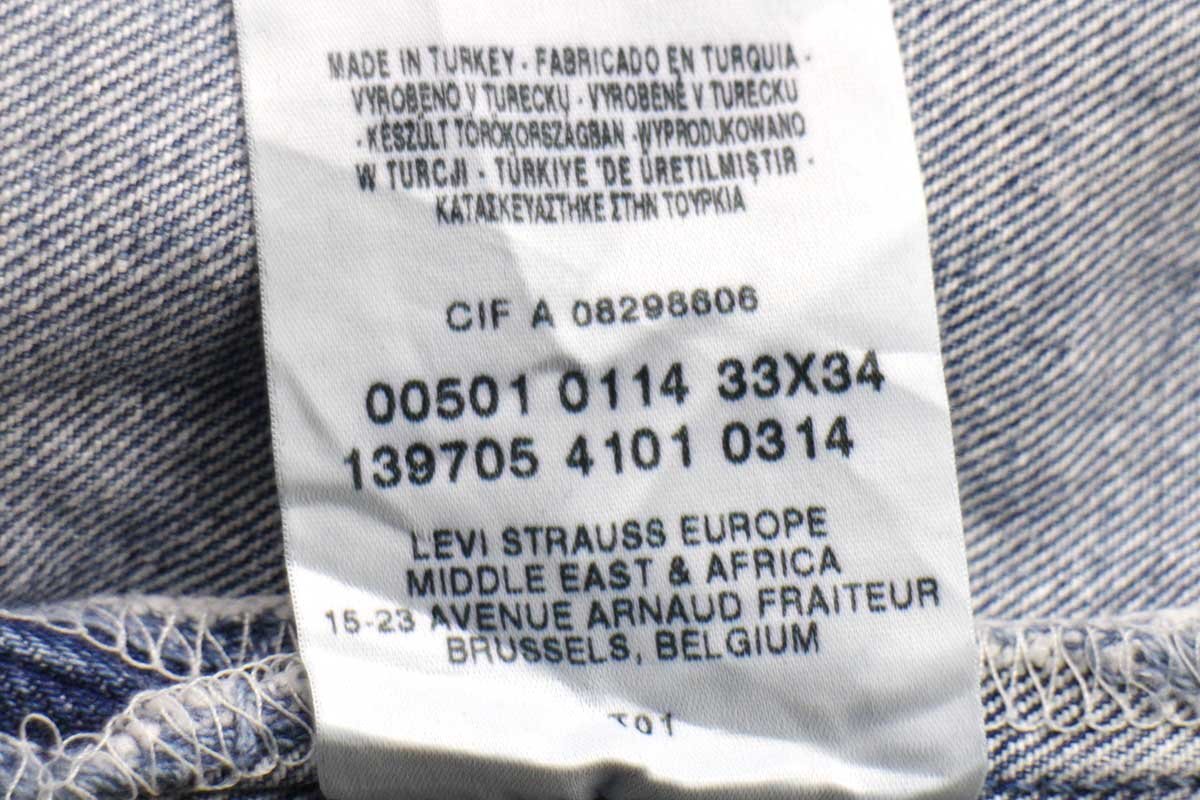 MADE IN TURKEY - FABRICADO EN TURQUIA -
VYROBENO V TURECKU - VYROBENÉ V TURECKU
- KESZÜLT TÖRÖKORSZAGBAN -WYPRODUKOWANO
W TURCJI - TÜRKIYE 'DE ÜRETILMIŞTIR -
ΚΑΤΑΣΚΕΥΑΣΤΗΚΕ ΣΤΗΝ ΤΟΥΡΚΙΑ
CIF A 08298606
00501 0114 33X34
139705 4101 0314
LEVI STRAUSS EUROPE
MIDDLE EAST & AFRICA
15-23 AVENUE ARNAUD FRAITEUR
BRUSSELS, BELGIUM